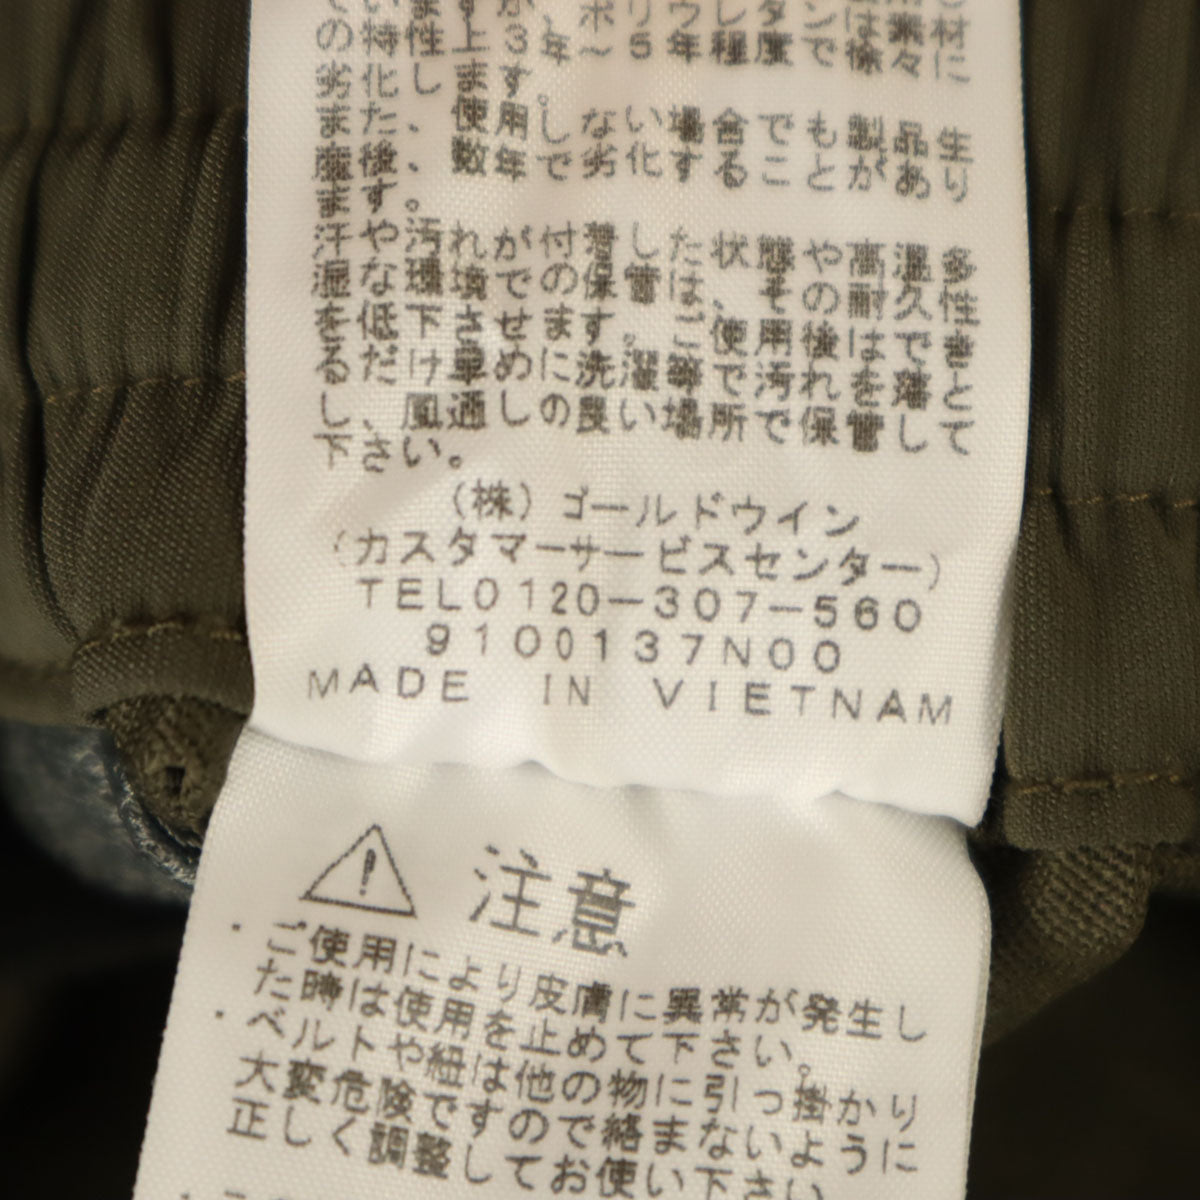 の特性上3年~5年程度で徐々に
劣化します。
また、使用しない場合でも製品生
産後、数年で劣化することがあり
ます。
汗や汚れが付着した状態や高温多
湿な環境での保管は、その耐久性
を低下させます。ご使用後はでき
るだけ早めに洗濯等で汚れを落と
し、風通しの良い場所で保管して
下さい。
(株)ゴールドウイン
(カスタマーサービスセンター)
TEL0120-307-560
9100137N00
MADE IN VIETNAM
注意
・ご使用により皮膚に異常が発生し
た時は使用を止めて下さい。
・ベルトや紐は他の物に引っ掛かり
大変危険ですので絡まないように
正しく調整してお使い下さい